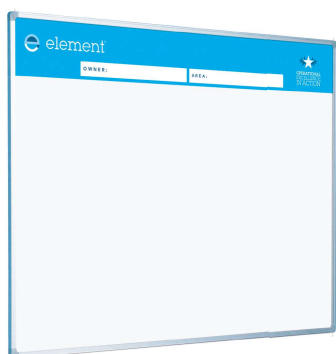 element
OWNER:
AREA:
OPERATIONAL
EXCELLENCE
IN ACTION